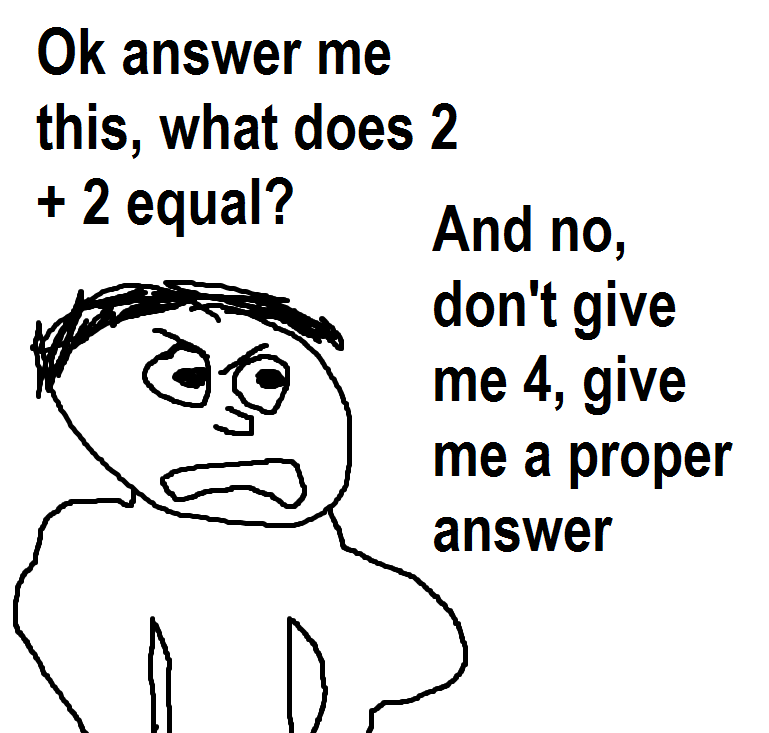 Ok answer me
this, what does 2
+ 2 equal?
And no,
don't give
me 4, give
me a proper
answer